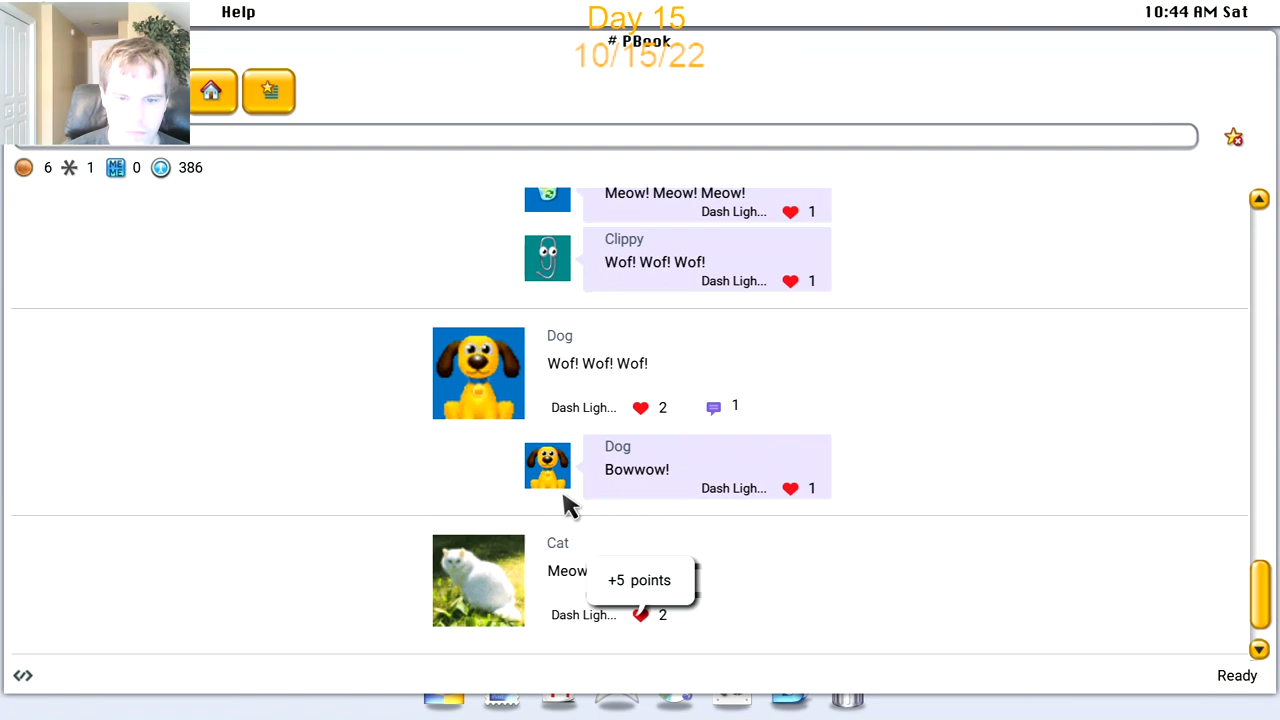 Help
10:44 AM Sat
Day 15
# PBook
10/15/22
6 1 0 386
MEME
Meow! Meow! Meow!
Dash Ligh... 1
Clippy
Wof! Wof! Wof!
Dash Ligh... 1
Dog
Wof! Wof! Wof!
Dash Ligh... 2 1
Dog
Bowwow!
Dash Ligh... 1
Cat
Meow
+5 points
Dash Ligh... 2
Ready